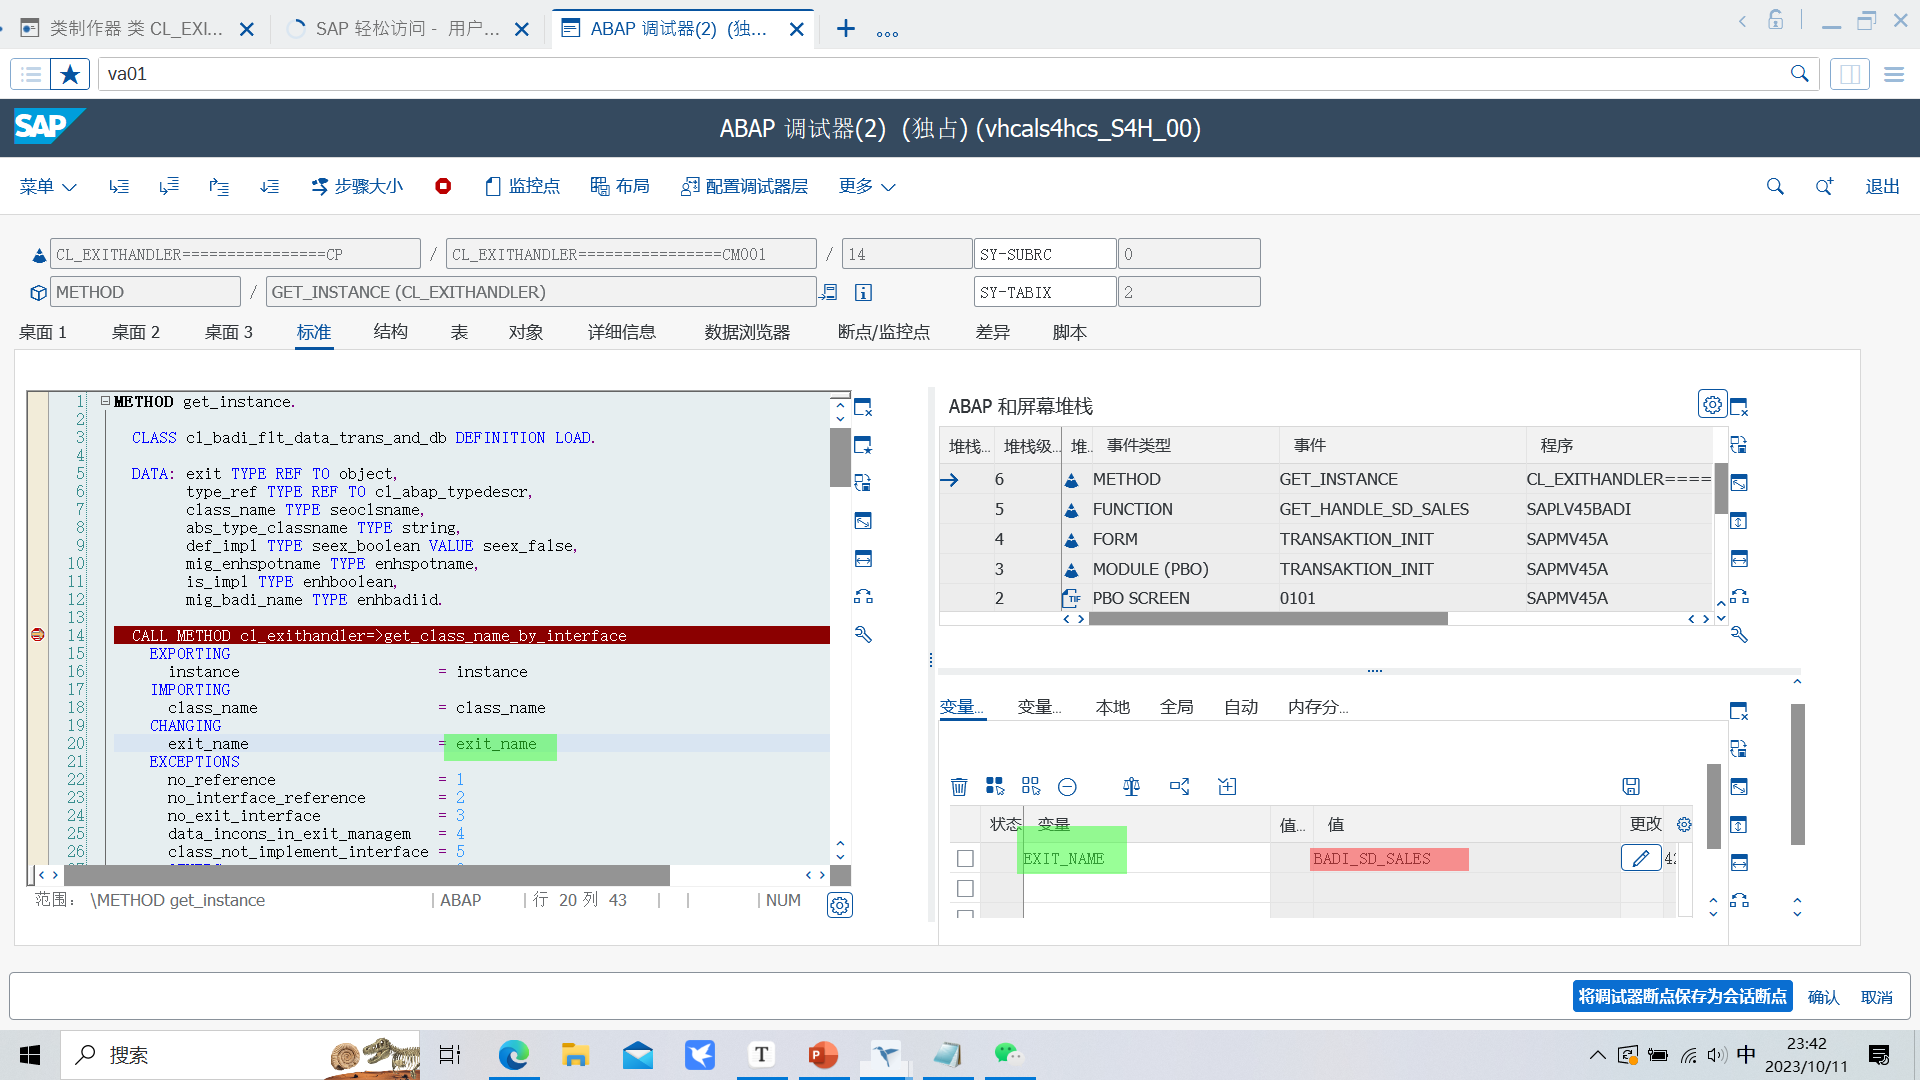 类制作器 类 CL_EXI...
SAP 轻松访问 - 用户...
ABAP 调试器(2) (独...
va01
SAP
ABAP 调试器(2) (独占) (vhcals4hcs_S4H_00)
菜单
步骤大小
监控点
布局
配置调试器层
更多
退出
CL_EXITHANDLER================CP / CL_EXITHANDLER================CM001 / 14 SY-SUBRC 0
METHOD / GET_INSTANCE (CL_EXITHANDLER) SY-TABIX 2
桌面 1 桌面 2 桌面 3 标准 结构 表 对象 详细信息 数据浏览器 断点/监控点 差异 脚本
1 METHOD get_instance.
2
3 CLASS cl_badi_flt_data_trans_and_db DEFINITION LOAD.
4
5 DATA: exit TYPE REF TO object,
6 type_ref TYPE REF TO cl_abap_typedescr,
7 class_name TYPE seoclsname,
8 abs_type_classname TYPE string,
9 def_impl TYPE seex_boolean VALUE seex_false,
10 mig_enhspotname TYPE enhspotname,
11 is_impl TYPE enhboolean,
12 mig_badi_name TYPE enhbadiid.
13
14 CALL METHOD cl_exithandler=>get_class_name_by_interface
15 EXPORTING
16 instance = instance
17 IMPORTING
18 class_name = class_name
19 CHANGING
20 exit_name = exit_name
21 EXCEPTIONS
22 no_reference = 1
23 no_interface_reference = 2
24 no_exit_interface = 3
25 data_incons_in_exit_managem = 4
26 class_not_implement_interface = 5
范围: \METHOD get_instance | ABAP | 行 20 列 43 | | | NUM
ABAP 和屏幕堆栈
堆栈... 堆栈级... 堆. 事件类型 事件 程序
6 METHOD GET_INSTANCE CL_EXITHANDLER====
5 FUNCTION GET_HANDLE_SD_SALES SAPLV45BADI
4 FORM TRANSAKTION_INIT SAPMV45A
3 MODULE (PBO) TRANSAKTION_INIT SAPMV45A
2 TIF PBO SCREEN 0101 SAPMV45A
变量... 变量... 本地 全局 自动 内存分...
状态 变量 值... 值 更改
EXIT_NAME BADI_SD_SALES 42
将调试器断点保存为会话断点 确认 取消
搜索
T
P
中
23:42
2023/10/11